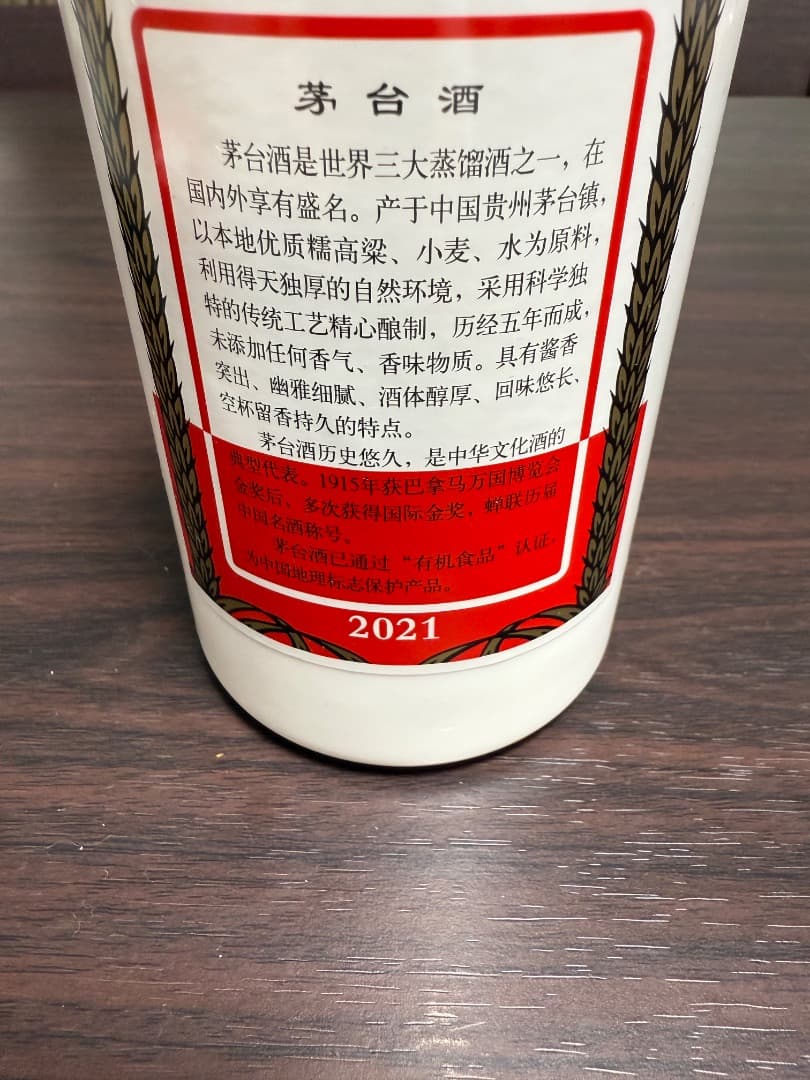 茅台酒
茅台酒是世界三大蒸馏酒之一，在
国内外享有盛名。产于中国贵州茅台镇，
以本地优质糯高粱、小麦、水为原料，
利用得天独厚的自然环境，采用科学独
特的传统工艺精心酿制，历经五年而成，
未添加任何香气、香味物质。具有酱香
突出、幽雅细腻、酒体醇厚、回味悠长、
空杯留香持久的特点。
茅台酒历史悠久，是中华文化酒的
典型代表。1915年获巴拿马万国博览会
金奖后，多次获得国际金奖，蝉联历届
中国名酒称号。
茅台酒已通过“有机食品”认证，
为中国地理标志保护产品。
2021